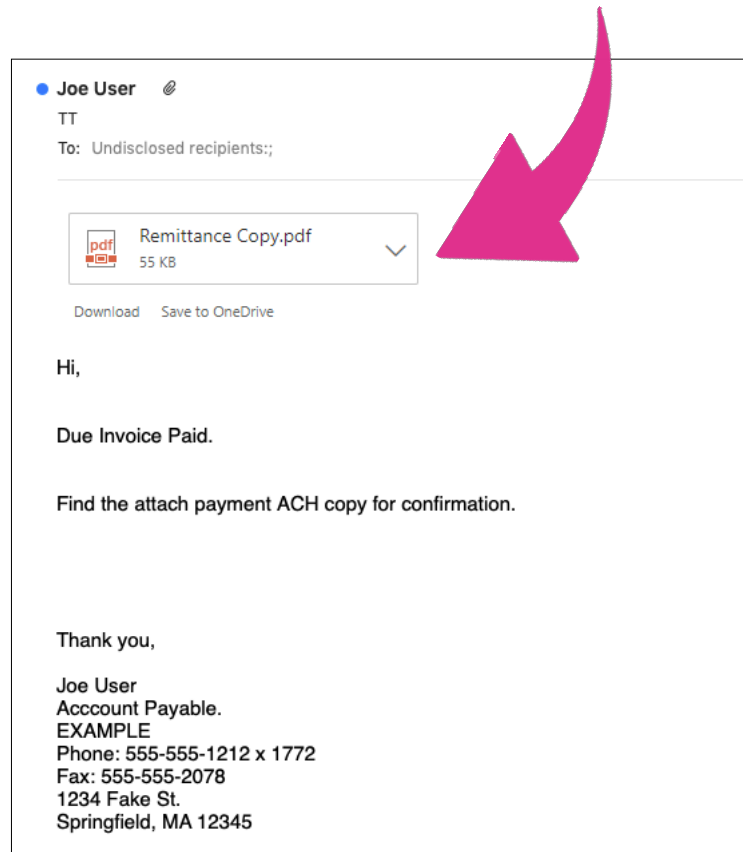 Joe User
TT
To: Undisclosed recipients:;
pdf
Remittance Copy.pdf
55 KB
Download Save to OneDrive
Hi,
Due Invoice Paid.
Find the attach payment ACH copy for confirmation.
Thank you,
Joe User
Acccount Payable.
EXAMPLE
Phone: 555-555-1212 x 1772
Fax: 555-555-2078
1234 Fake St.
Springfield, MA 12345